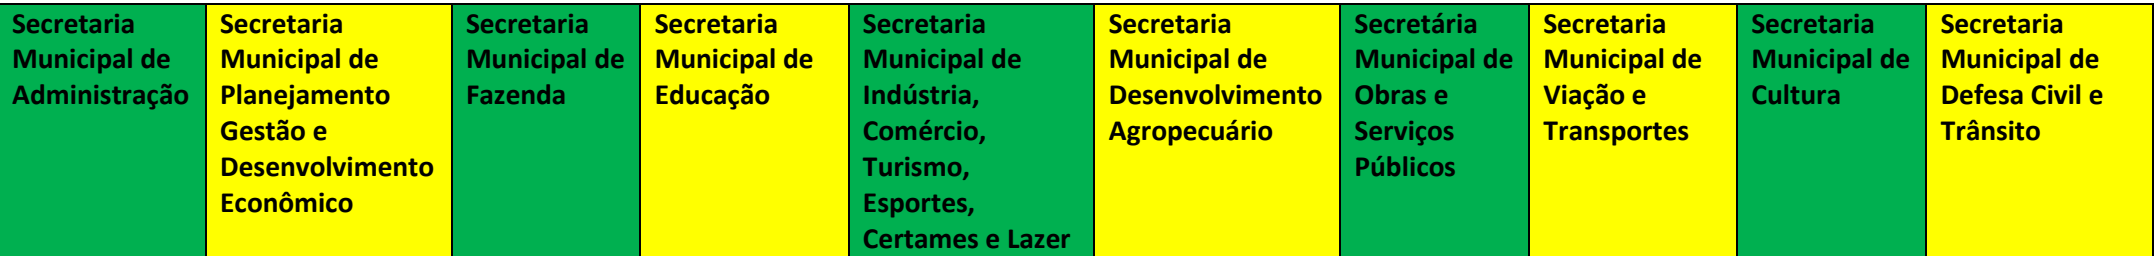 Secretaria
Municipal de
Administração
Secretaria
Municipal de
Planejamento
Gestão e
Desenvolvimento
Econômico
Secretaria
Municipal de
Fazenda
Secretaria
Municipal de
Educação
Secretaria
Municipal de
Indústria,
Comércio,
Turismo,
Esportes,
Certames e Lazer
Secretaria
Municipal de
Desenvolvimento
Agropecuário
Secretária
Municipal de
Obras e
Serviços
Públicos
Secretaria
Municipal de
Viação e
Transportes
Secretaria
Municipal de
Cultura
Secretaria
Municipal de
Defesa Civil e
Trânsito